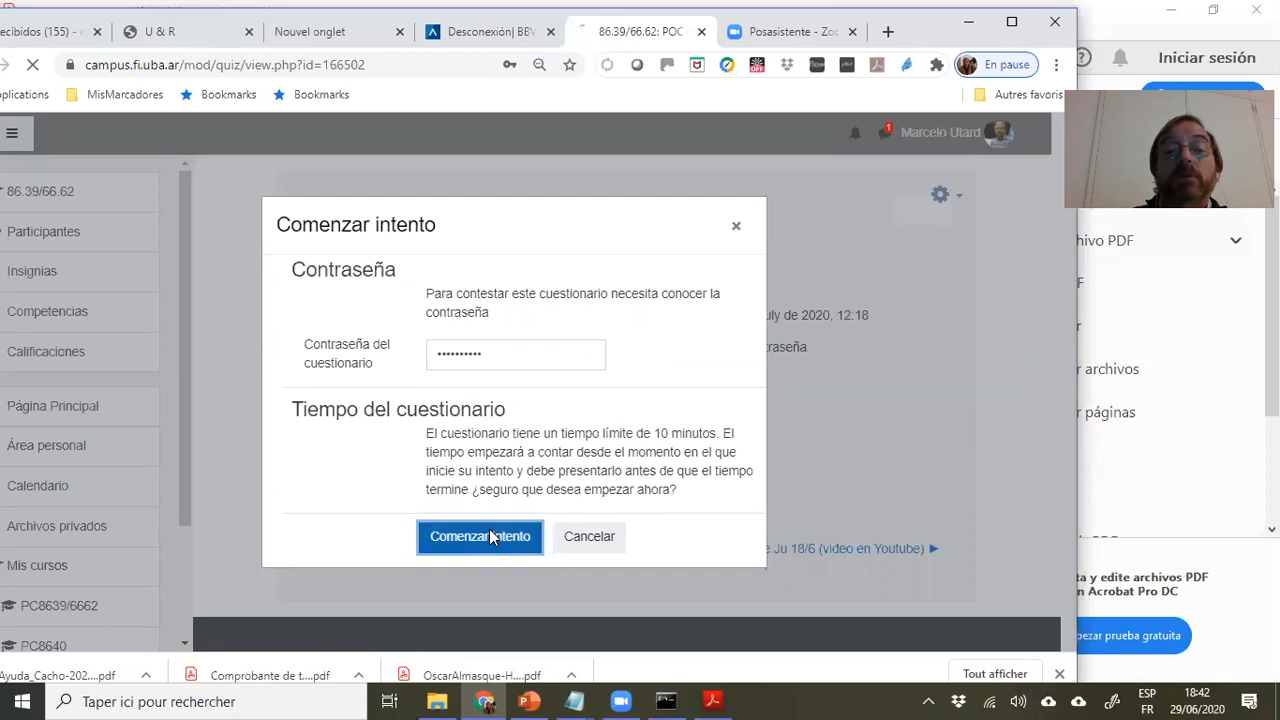 ecibidos (155) -
U & R
Nouvel onglet
Desconexión| BBV
86.39/66.62: POC
Posasistente - Zoo
campus.fi.uba.ar/mod/quiz/view.php?id=166502
En pause
Iniciar sesión
plications
MisMarcadores
Bookmarks
Bookmarks
Autres favoris
Marcelo Utard
86.39/66.62
Participantes
Insignias
Competencias
Calificaciones
Página Principal
Área personal
Calendario
Archivos privados
Mis cursos
PC8639/6662
PC8640
Comenzar intento
Contraseña
Para contestar este cuestionario necesita conocer la
contraseña
Contraseña del
cuestionario
Tiempo del cuestionario
El cuestionario tiene un tiempo límite de 10 minutos. El
tiempo empezará a contar desde el momento en el que
inicie su intento y debe presentarlo antes de que el tiempo
termine ¿seguro que desea empezar ahora?
Comenzar intento
Cancelar
uly de 2020, 12:18
traseña
e Ju 18/6 (video en Youtube) ▶
hivo PDF
F
r
r archivos
r páginas
ta y edite archivos PDF
n Acrobat Pro DC
pezar prueba gratuita
Ayuda_Cacho-202....pdf
Comprobante de t....pdf
OscarAlmasque-H....pdf
Tout afficher
Taper ici pour rechercher
ESP
18:42
29/06/2020